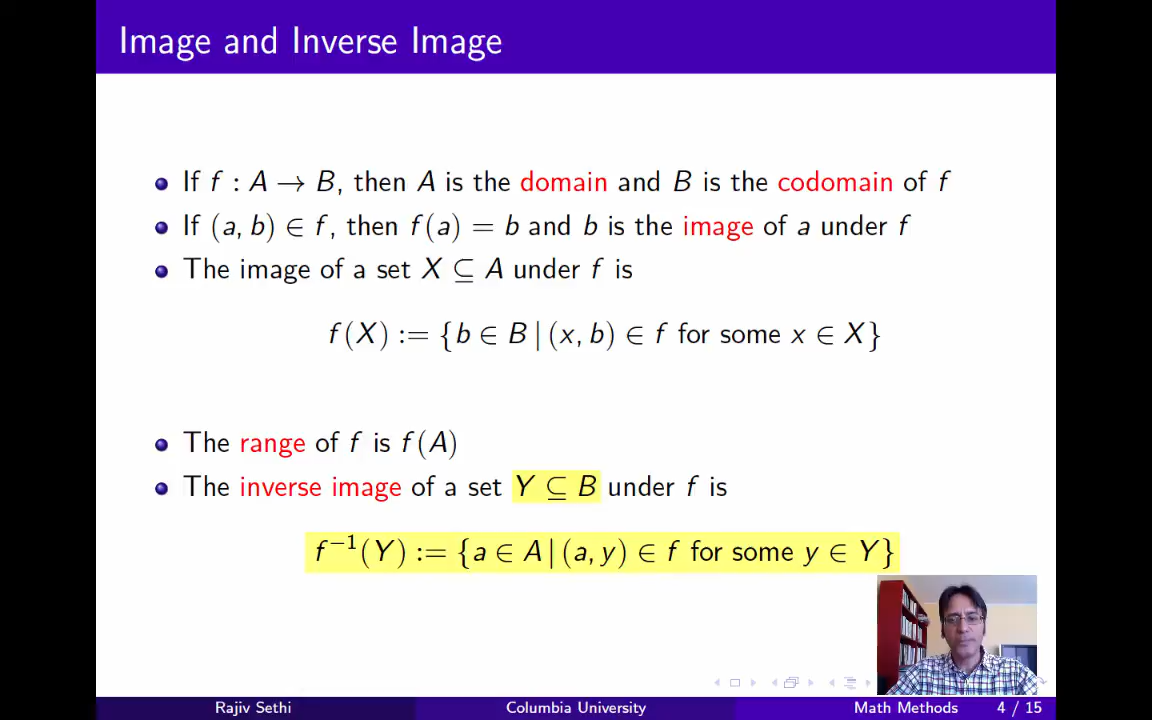 Image and Inverse Image
If f : A → B, then A is the domain and B is the codomain of f
If (a, b) ∈ f, then f(a) = b and b is the image of a under f
The image of a set X ⊆ A under f is
f(X) := {b ∈ B | (x, b) ∈ f for some x ∈ X}
The range of f is f(A)
The inverse image of a set Y ⊆ B under f is
f⁻¹(Y) := {a ∈ A | (a, y) ∈ f for some y ∈ Y}
Rajiv Sethi Columbia University Math Methods 4 / 15